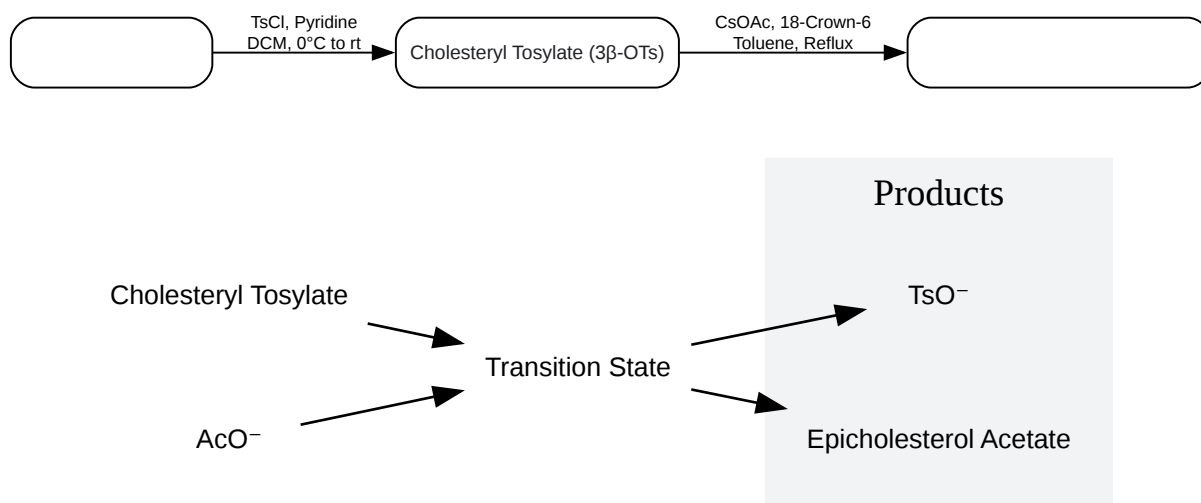 TsCl, Pyridine
DCM, 0°C to rt
Cholesteryl Tosylate (3β-OTs)
CsOAc, 18-Crown-6
Toluene, Reflux
Products
Cholesteryl Tosylate
TsO⁻
Transition State
AcO⁻
Epicholesterol Acetate